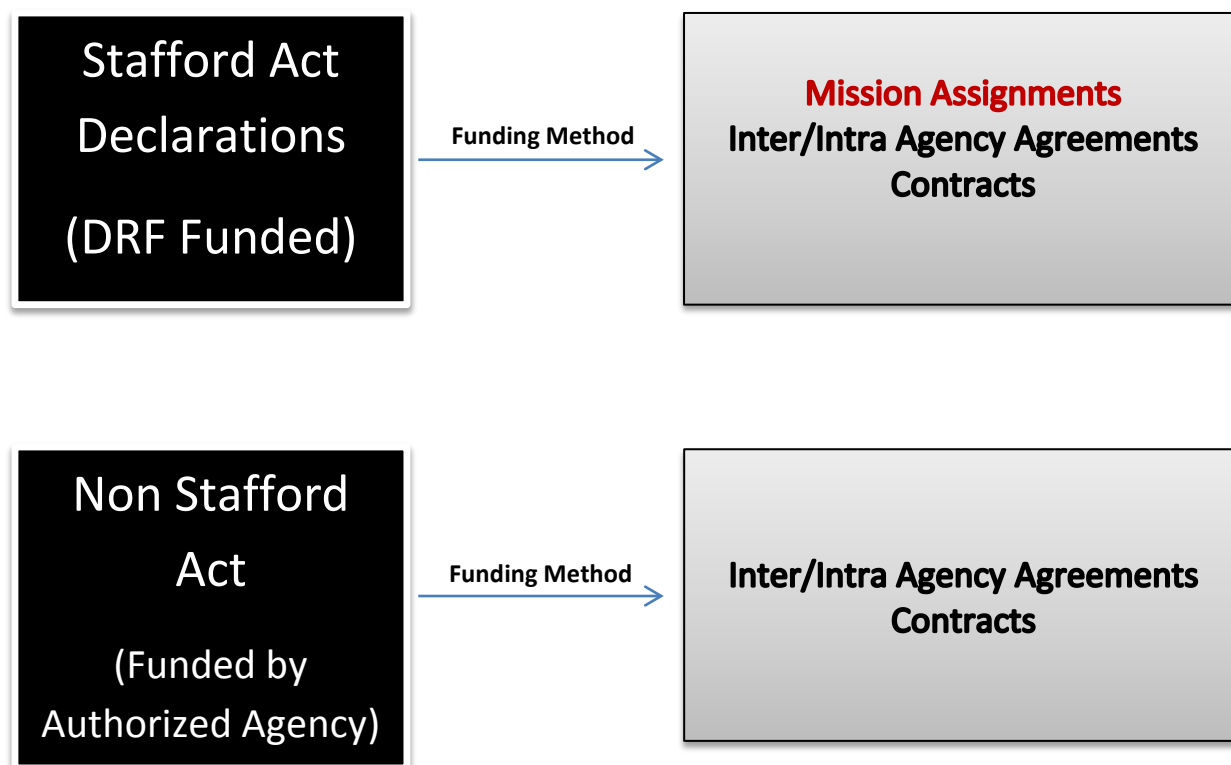 Stafford Act
Declarations
(DRF Funded)
Funding Method
Mission Assignments
Inter/Intra Agency Agreements
Contracts
Non Stafford
Act
(Funded by
Authorized Agency)
Funding Method
Inter/Intra Agency Agreements
Contracts